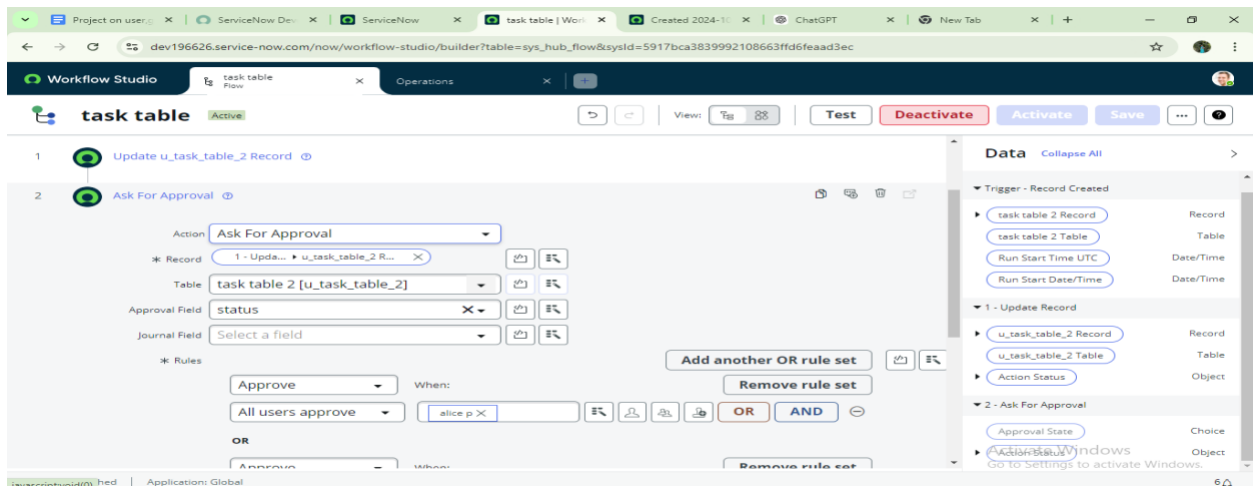 Project on user,g
ServiceNow Dev
ServiceNow
task table | Work
Created 2024-10
ChatGPT
New Tab
dev196626.service-now.com/now/workflow-studio/builder?table=sys_hub_flow&sysId=5917bca3839992108663ffd6feaad3ec
Workflow Studio
task table
Flow
Operations
task table Active
View:
Test
Deactivate
Activate
Save
1 Update u_task_table_2 Record
2 Ask For Approval
Action Ask For Approval
* Record 1 - Upda... ▸ u_task_table_2 R...
Table task table 2 [u_task_table_2]
Approval Field status
Journal Field Select a field
* Rules
Add another OR rule set
Approve When: Remove rule set
All users approve alice p OR AND
OR
Approve When: Remove rule set
Data Collapse All
Trigger - Record Created
task table 2 Record Record
task table 2 Table Table
Run Start Time UTC Date/Time
Run Start Date/Time Date/Time
1 - Update Record
u_task_table_2 Record Record
u_task_table_2 Table Table
Action Status Object
2 - Ask For Approval
Approval State Choice
Action Status Object
Activate Windows
Go to Settings to activate Windows.
javascript:void(0) hed Application: Global
6